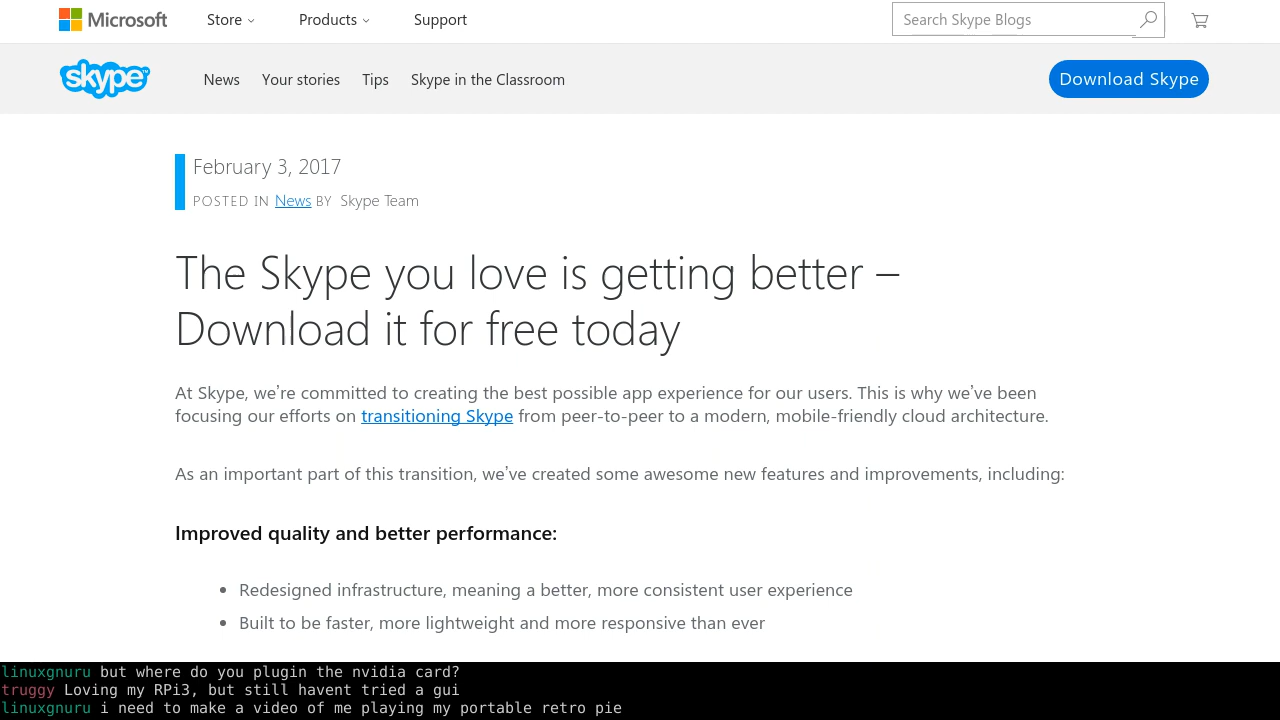 Microsoft Store Products Support Search Skype Blogs
skype™ News Your stories Tips Skype in the Classroom Download Skype
February 3, 2017
POSTED IN News BY Skype Team
The Skype you love is getting better –
Download it for free today
At Skype, we’re committed to creating the best possible app experience for our users. This is why we’ve been
focusing our efforts on transitioning Skype from peer-to-peer to a modern, mobile-friendly cloud architecture.
As an important part of this transition, we’ve created some awesome new features and improvements, including:
Improved quality and better performance:
• Redesigned infrastructure, meaning a better, more consistent user experience
• Built to be faster, more lightweight and more responsive than ever
linuxgnuru but where do you plugin the nvidia card?
truggy Loving my RPi3, but still havent tried a gui
linuxgnuru i need to make a video of me playing my portable retro pie